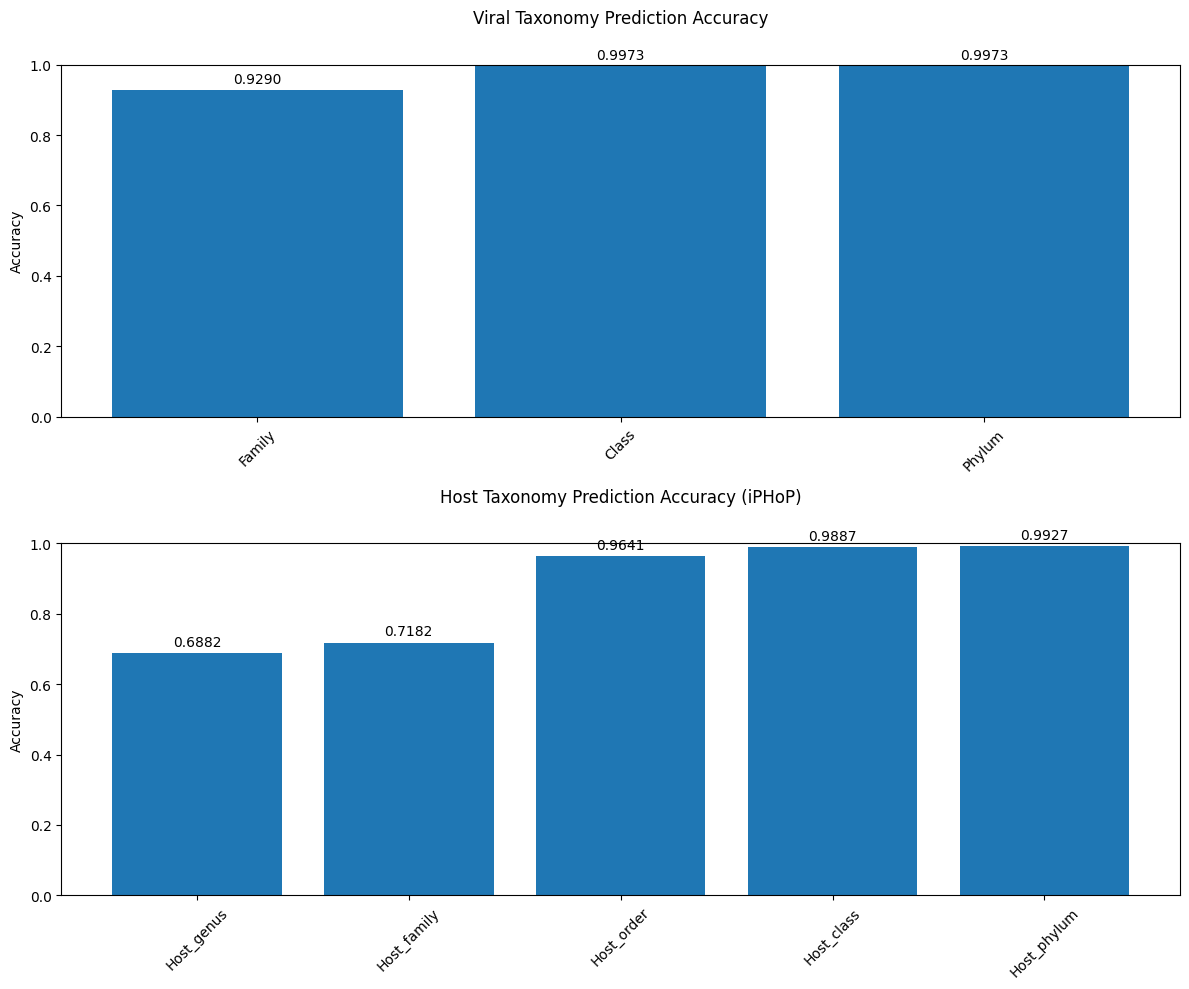 Viral Taxonomy Prediction Accuracy
0.9290
0.9973
0.9973
1.0
0.8
0.6
0.4
0.2
0.0
Accuracy
Family
Class
Phylum
Host Taxonomy Prediction Accuracy (iPHoP)
0.6882
0.7182
0.9641
0.9887
0.9927
1.0
0.8
0.6
0.4
0.2
0.0
Accuracy
Host_genus
Host_family
Host_order
Host_class
Host_phylum